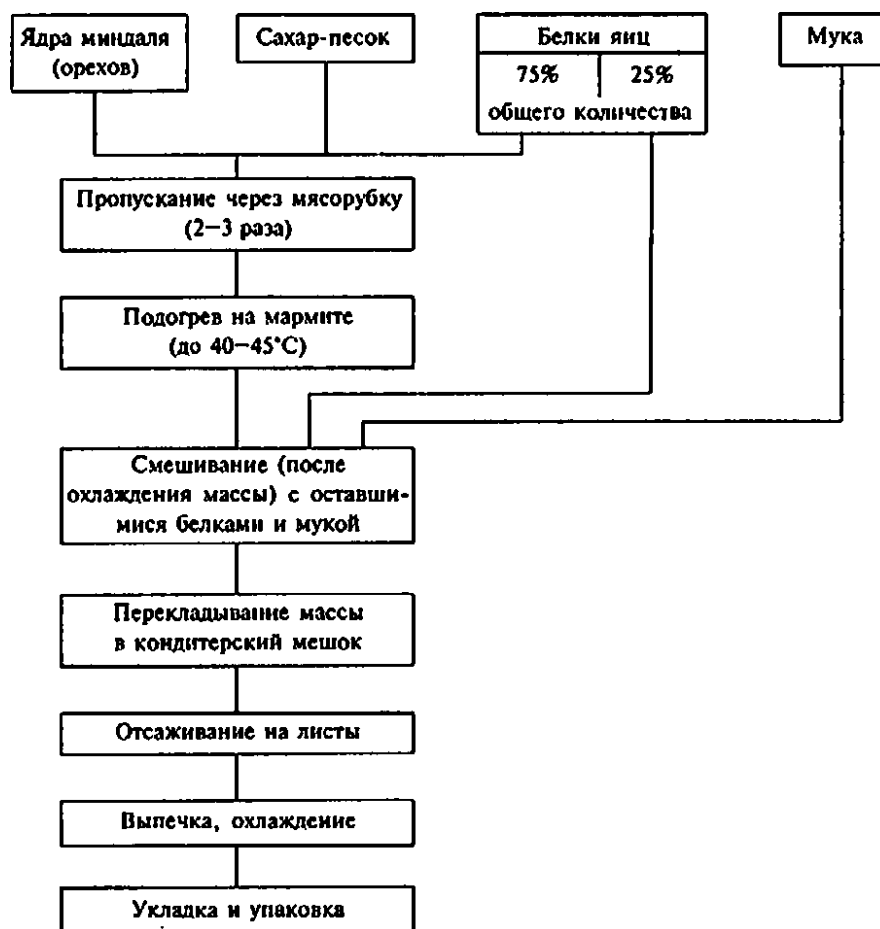 Ядра миндаля
(орехов)
Сахар-песок
Белки яиц
75%
25%
общего количества
Мука
Пропускание через мясорубку
(2—3 раза)
Подогрев на мармите
(до 40—45°С)
Смешивание (после
охлаждения массы) с оставши-
мися белками и мукой
Перекладывание массы
в кондитерский мешок
Отсаживание на листы
Выпечка, охлаждение
Укладка и упаковка